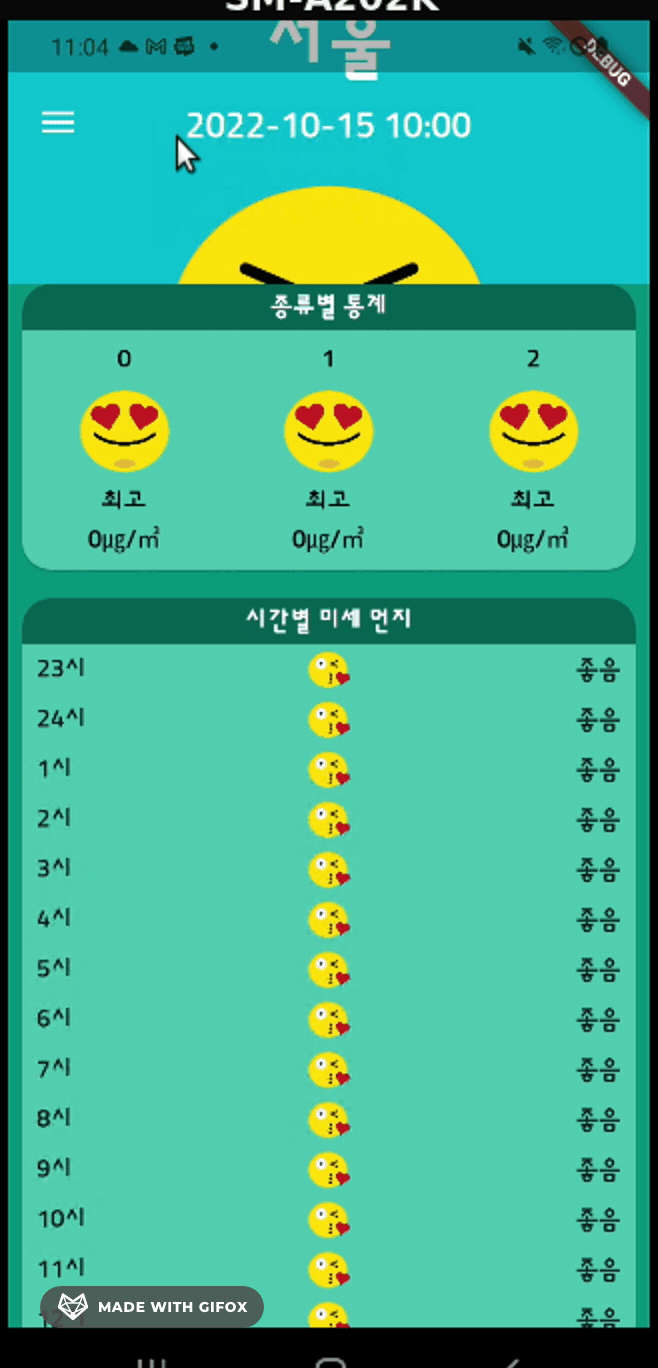 SM-A202K
11:04
서울
DEBUG
2022-10-15 10:00
종류별 통계
0 1 2
최고 최고 최고
0㎍/㎥ 0㎍/㎥ 0㎍/㎥
시간별 미세 먼지
23시 좋음
24시 좋음
1시 좋음
2시 좋음
3시 좋음
4시 좋음
5시 좋음
6시 좋음
7시 좋음
8시 좋음
9시 좋음
10시 좋음
11시 좋음
12시 좋음
MADE WITH GIFOX